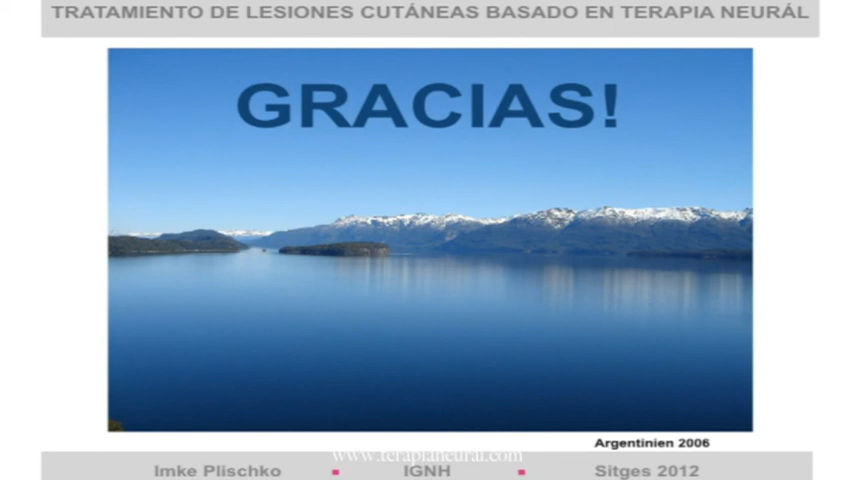 TRATAMIENTO DE LESIONES CUTÁNEAS BASADO EN TERAPIA NEURÁL
GRACIAS!
Argentinien 2006
www.terapianeural.com
Imke Plischko ▪ IGNH ▪ Sitges 2012